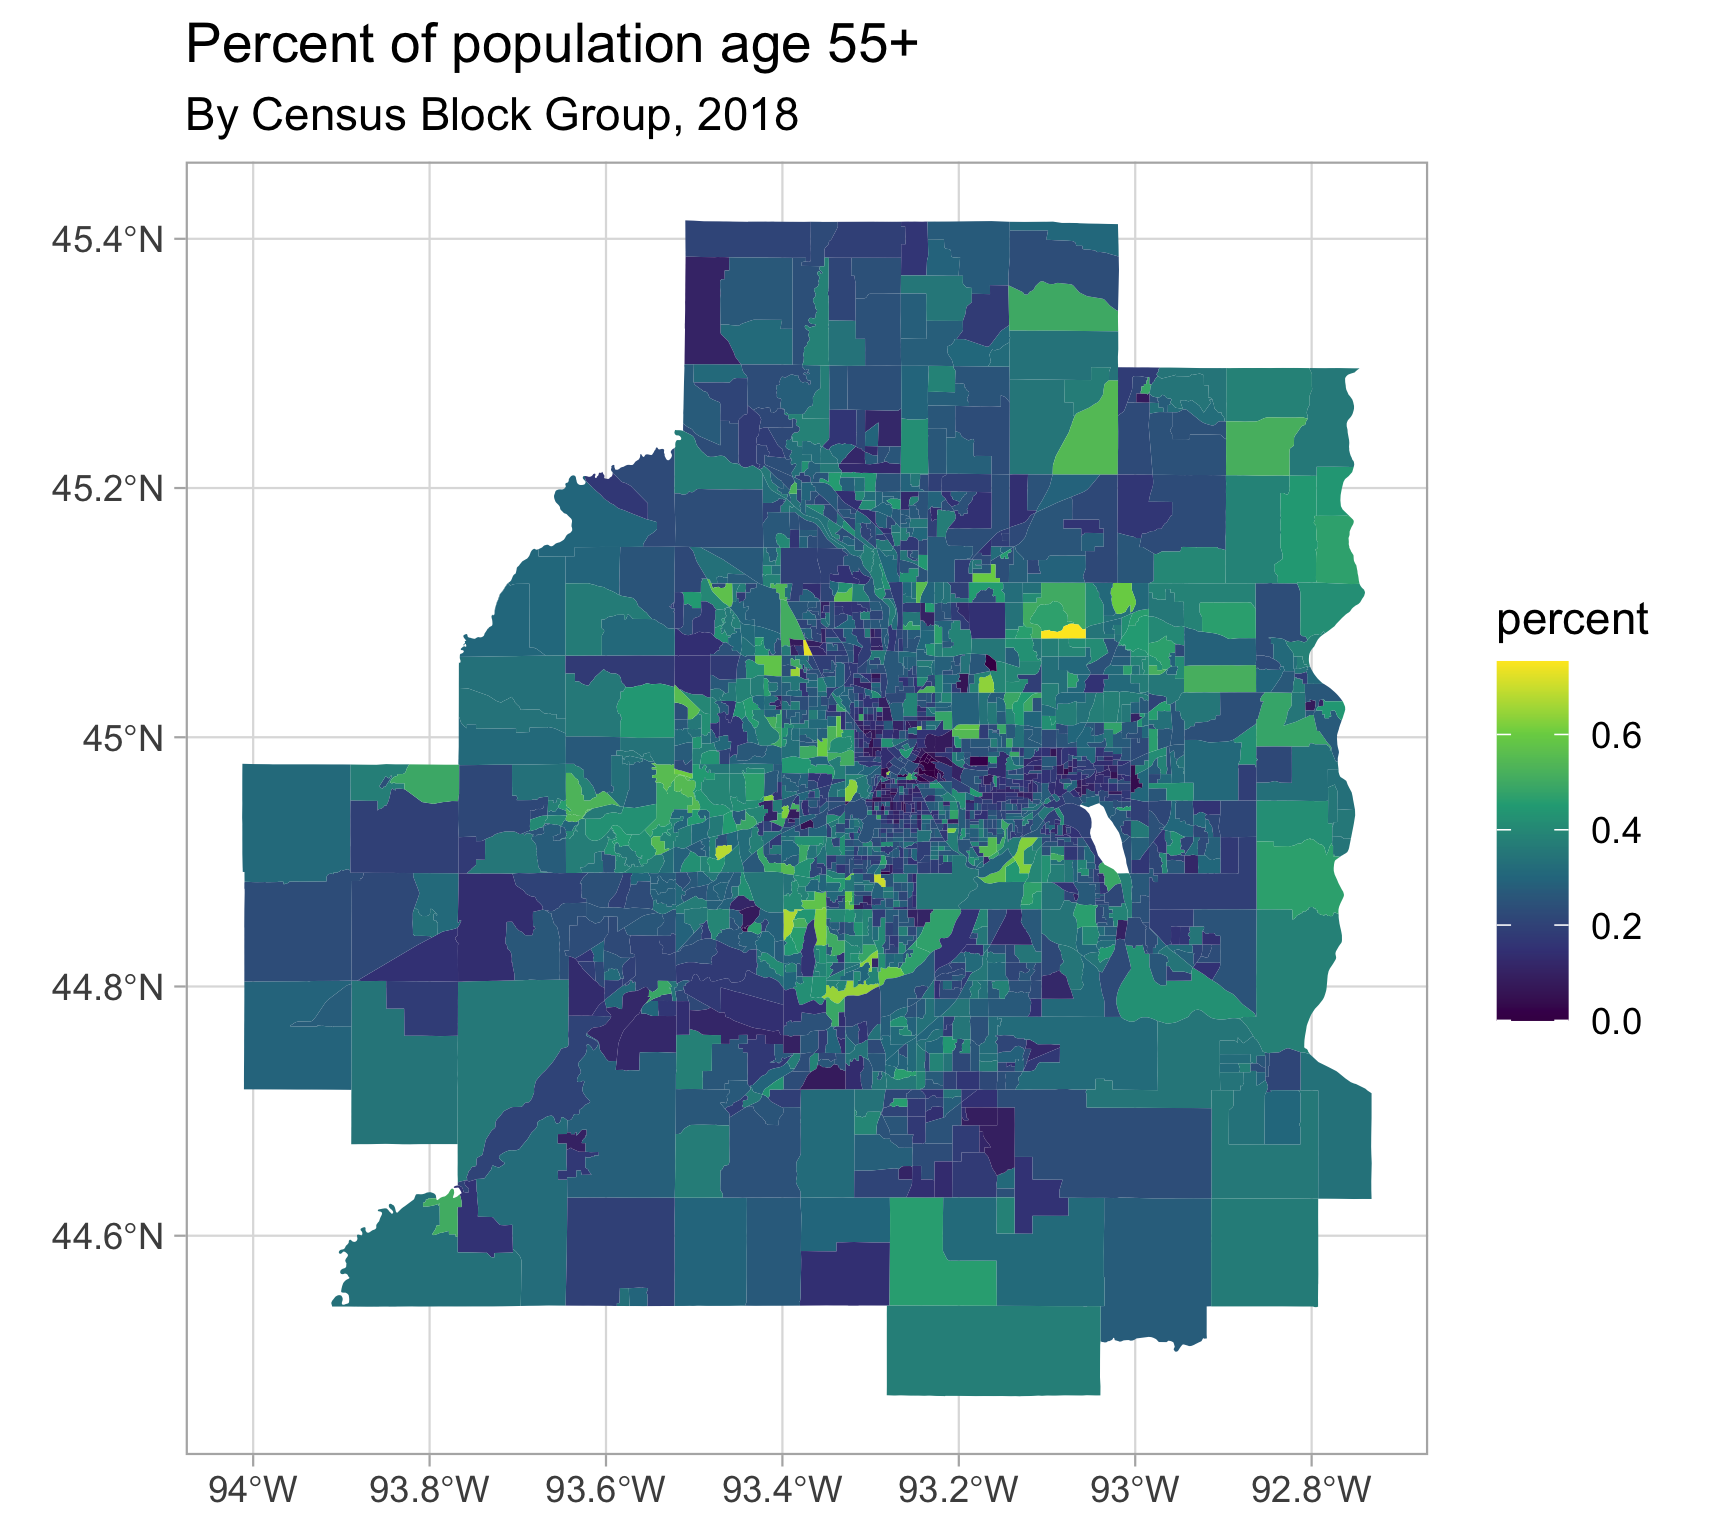 Percent of population age 55+
By Census Block Group, 2018
45.4°N
45.2°N
45°N
44.8°N
44.6°N
94°W 93.8°W 93.6°W 93.4°W 93.2°W 93°W 92.8°W
percent
0.6
0.4
0.2
0.0